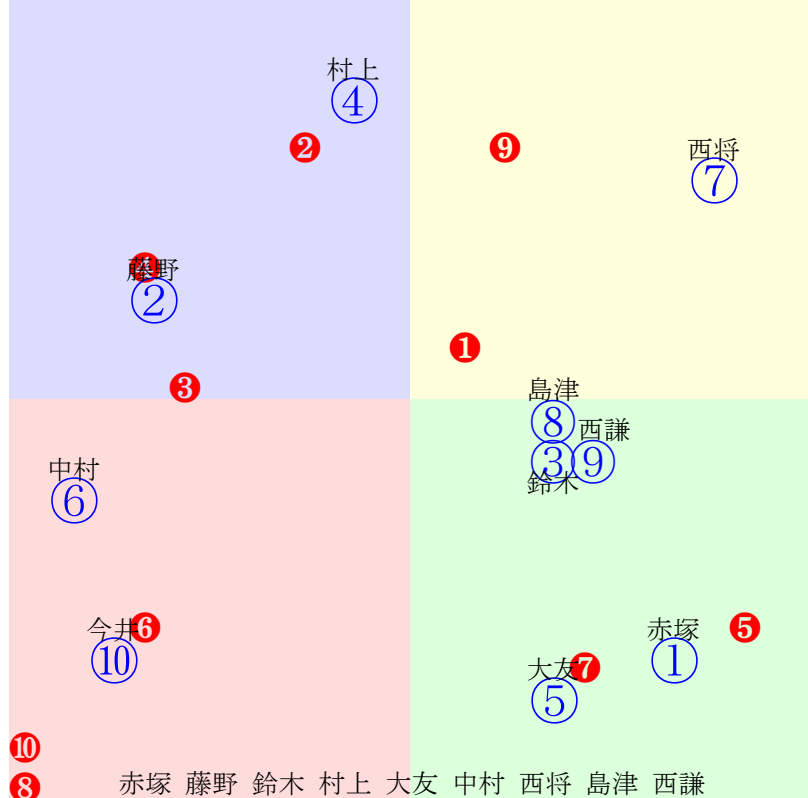 村上
④
❷
❾
西将
⑦
藤野
②
❶
❸
島津
⑧
西謙
③
⑨
鈴木
中村
⑥
今井
❻
赤塚
❺
⑩
①
大友
❼
⑤
❿
❽
赤塚 藤野 鈴木 村上 大友 中村 西将 島津 西謙